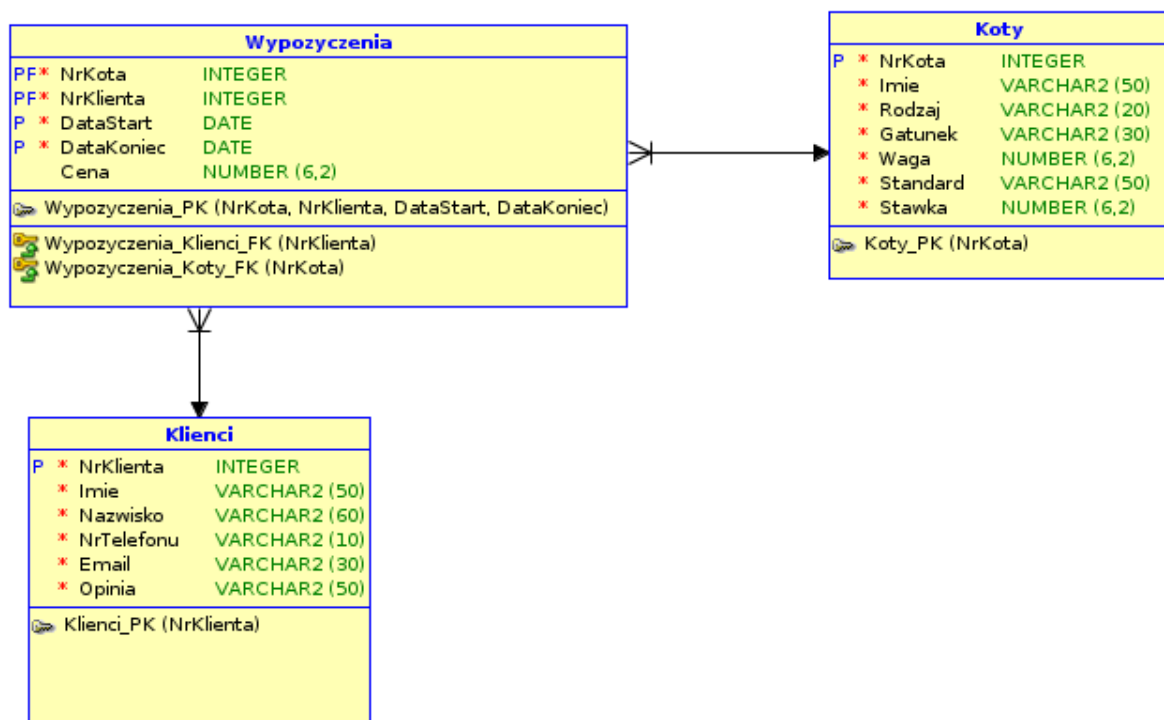 Wypozyczenia
PF* NrKota INTEGER
PF* NrKlienta INTEGER
P * DataStart DATE
P * DataKoniec DATE
Cena NUMBER (6,2)
Wypozyczenia_PK (NrKota, NrKlienta, DataStart, DataKoniec)
Wypozyczenia_Klienci_FK (NrKlienta)
Wypozyczenia_Koty_FK (NrKota)
Koty
P * NrKota INTEGER
* Imie VARCHAR2 (50)
* Rodzaj VARCHAR2 (20)
* Gatunek VARCHAR2 (30)
* Waga NUMBER (6,2)
* Standard VARCHAR2 (50)
* Stawka NUMBER (6,2)
Koty_PK (NrKota)
Klienci
P * NrKlienta INTEGER
* Imie VARCHAR2 (50)
* Nazwisko VARCHAR2 (60)
* NrTelefonu VARCHAR2 (10)
* Email VARCHAR2 (30)
* Opinia VARCHAR2 (50)
Klienci_PK (NrKlienta)